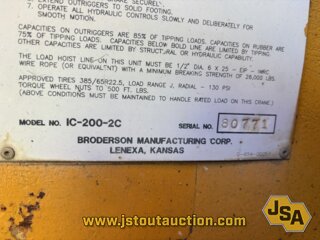 EXTEND OUTRIGGERS TO SOLID FOOTING.
7. OPERATE ALL HYDRAULIC CONTROLS SLOWLY AND DELIBERATELY FOR
SMOOTH MOTION.
CAPACITIES ON OUTRIGGERS ARE 85% OF TIPPING LOADS. CAPACITIES ON RUBBER ARE
75% OF TIPPING LOADS. CAPACITIES BELOW BOLD LINE ARE LIMITED BY TIPPING.
OTHER CAPACITIES ARE LIMITED BY STRUCTURAL OR HYDRAULIC CAPABILITY.
THE LOAD HOIST LINE ON THIS UNIT MUST BE 1/2" DIA. 6 x 25 - EIP - IWRC
WIRE ROPE (OR EQUIVALENT) WITH A MINIMUM BREAKING STRENGTH OF 26,000 LBS.
APPROVED TIRES 385/65R22.5, LOAD RANGE J, RADIAL - 130 PSI
TORQUE WHEEL NUTS TO 500 FT. LBS.
(ABOVE CONDITIONS MUST BE MAINTAINED TO HANDLE RATED LOAD ON THIS CRANE)
MODEL NO. IC-200-2C SERIAL NO. 80771
BRODERSON MANUFACTURING CORP.
LENEXA, KANSAS
www.jstoutauction.com
JSA